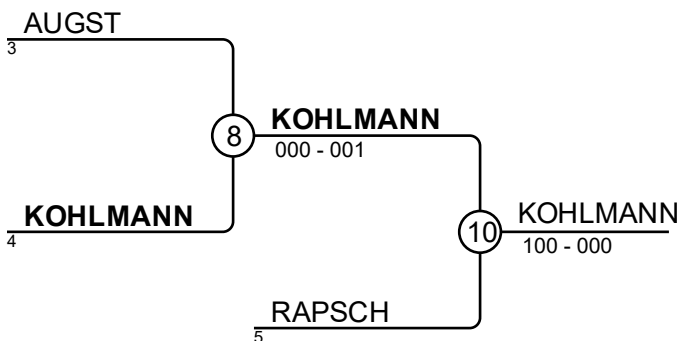 AUGST
3
8
KOHLMANN
000 - 001
KOHLMANN
4
10
KOHLMANN
100 - 000
RAPSCH
5